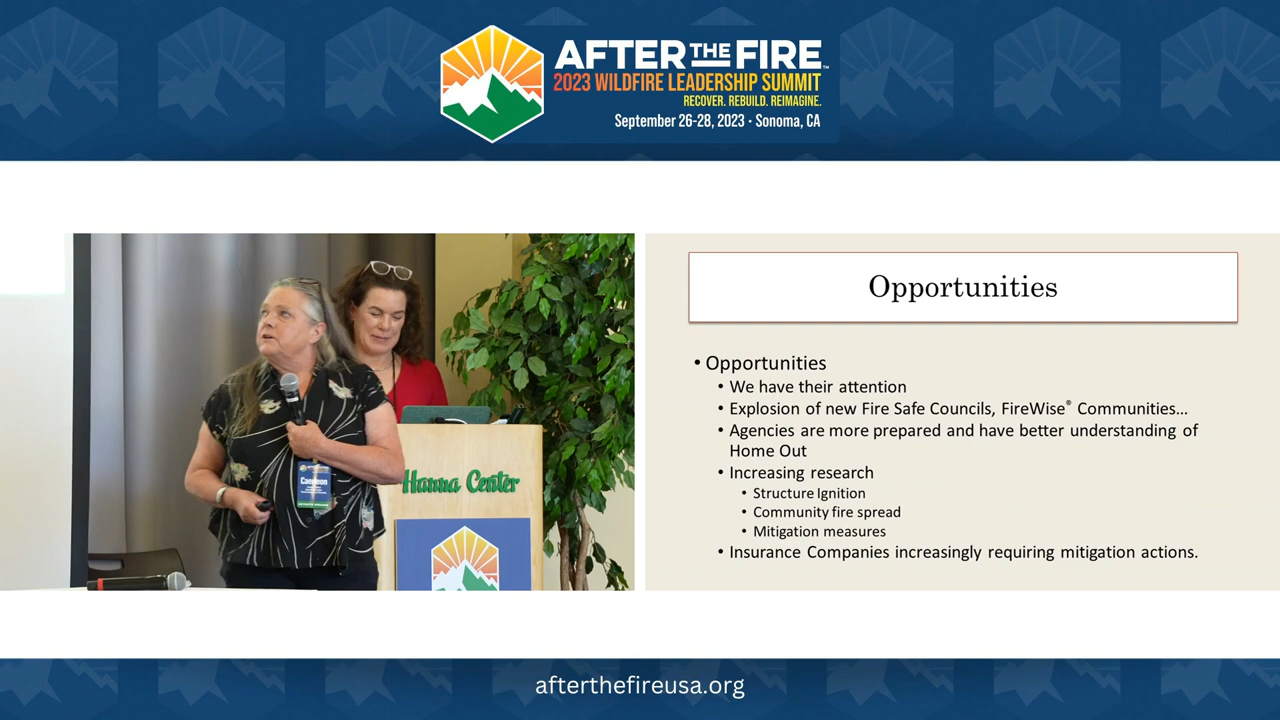 AFTER THE FIRE™
2023 WILDFIRE LEADERSHIP SUMMIT
RECOVER. REBUILD. REIMAGINE.
September 26-28, 2023 • Sonoma, CA
Hanna Center
Opportunities
• Opportunities
• We have their attention
• Explosion of new Fire Safe Councils, FireWise® Communities...
• Agencies are more prepared and have better understanding of
Home Out
• Increasing research
• Structure Ignition
• Community fire spread
• Mitigation measures
• Insurance Companies increasingly requiring mitigation actions.
afterthefireusa.org